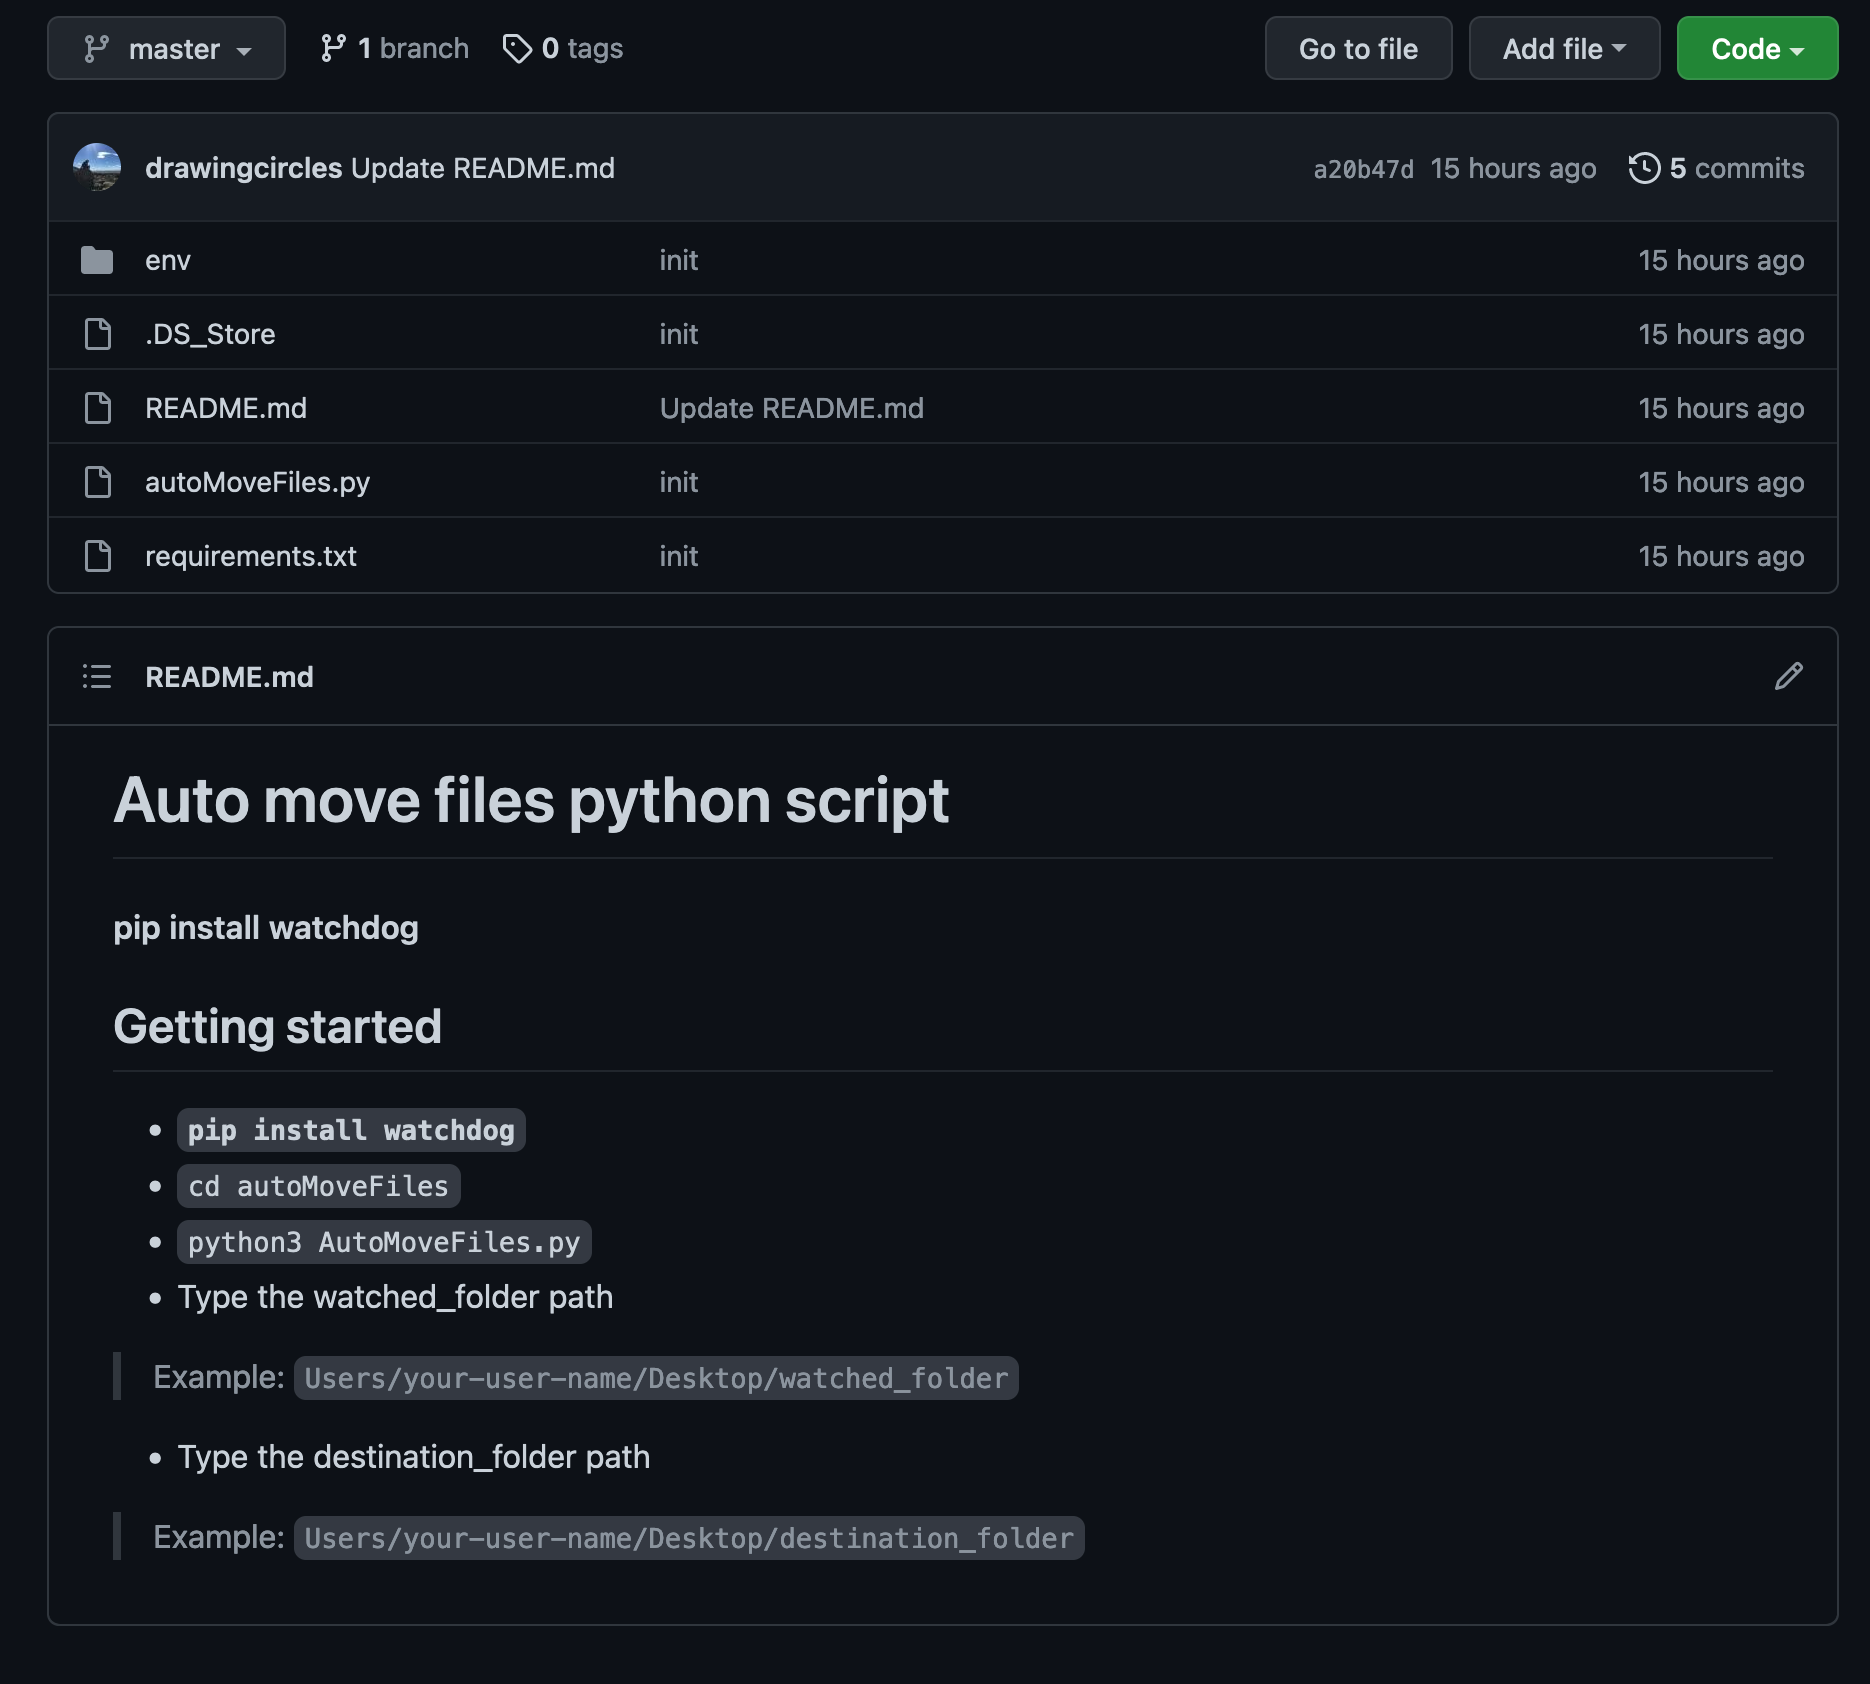 master 1 branch 0 tags Go to file Add file Code
drawingcircles Update README.md a20b47d 15 hours ago 5 commits
env init 15 hours ago
.DS_Store init 15 hours ago
README.md Update README.md 15 hours ago
autoMoveFiles.py init 15 hours ago
requirements.txt init 15 hours ago
README.md
Auto move files python script
pip install watchdog
Getting started
pip install watchdog
cd autoMoveFiles
python3 AutoMoveFiles.py
Type the watched_folder path
Example: Users/your-user-name/Desktop/watched_folder
Type the destination_folder path
Example: Users/your-user-name/Desktop/destination_folder